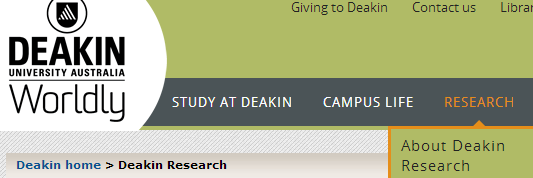 Giving to Deakin Contact us
DEAKIN
UNIVERSITY AUSTRALIA
Worldly
STUDY AT DEAKIN CAMPUS LIFE RESEARCH
About Deakin
Research
Deakin home > Deakin Research